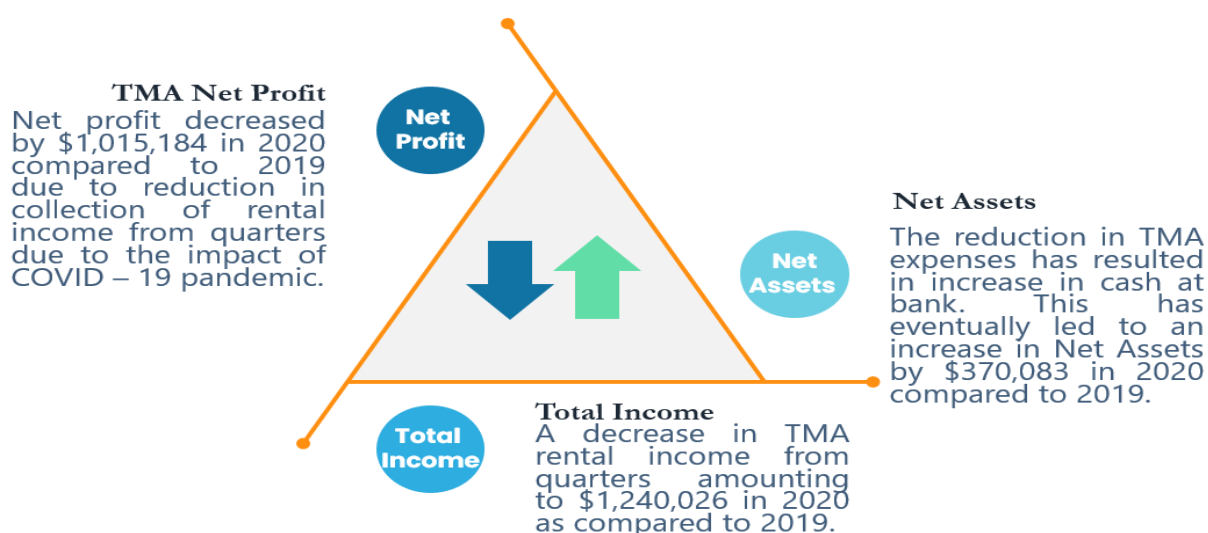 TMA Net Profit
Net profit decreased
by $1,015,184 in 2020
compared to 2019
due to reduction in
collection of rental
income from quarters
due to the impact of
COVID – 19 pandemic.
Net
Profit
Net Assets
The reduction in TMA
expenses has resulted
in increase in cash at
bank. This has
eventually led to an
increase in Net Assets
by $370,083 in 2020
compared to 2019.
Net
Assets
Total
Income
Total Income
A decrease in TMA
rental income from
quarters amounting
to $1,240,026 in 2020
as compared to 2019.